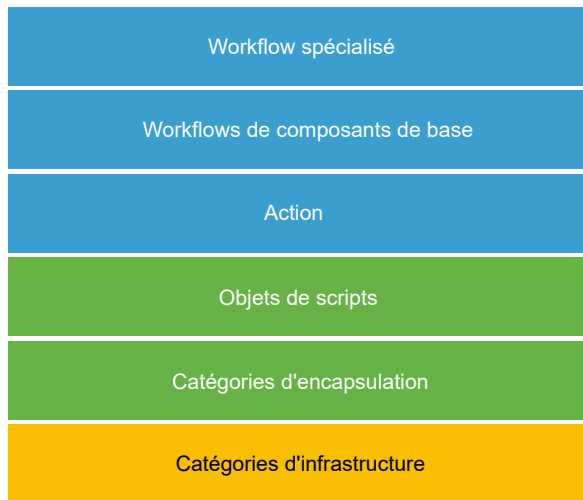 Workflow spécialisé
Workflows de composants de base
Action
Objets de scripts
Catégories d'encapsulation
Catégories d'infrastructure